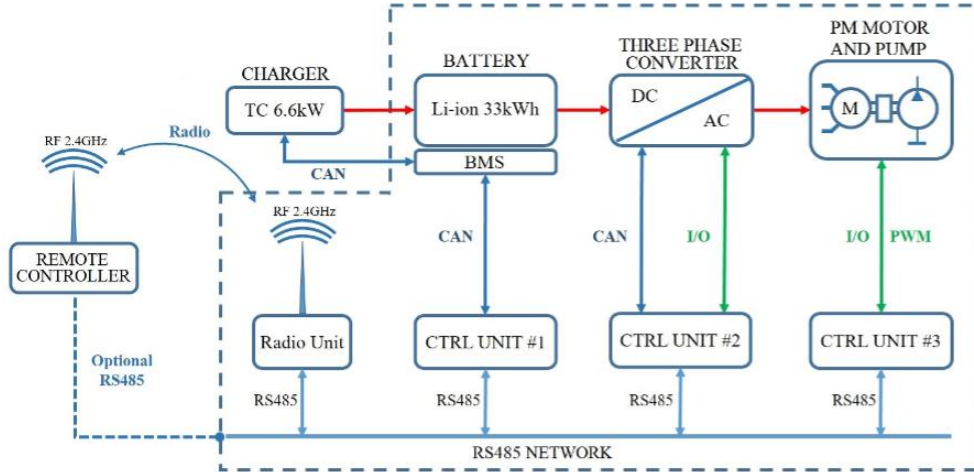 PM MOTOR
AND PUMP
THREE PHASE
CONVERTER
BATTERY
CHARGER
TC 6.6kW
Li-ion 33kWh
DC
AC
M
BMS
CAN
Radio
RF 2.4GHz
RF 2.4GHz
REMOTE
CONTROLLER
CAN
CAN
I/O
I/O
PWM
Radio Unit
CTRL UNIT #1
CTRL UNIT #2
CTRL UNIT #3
Optional
RS485
RS485
RS485
RS485
RS485
RS485 NETWORK